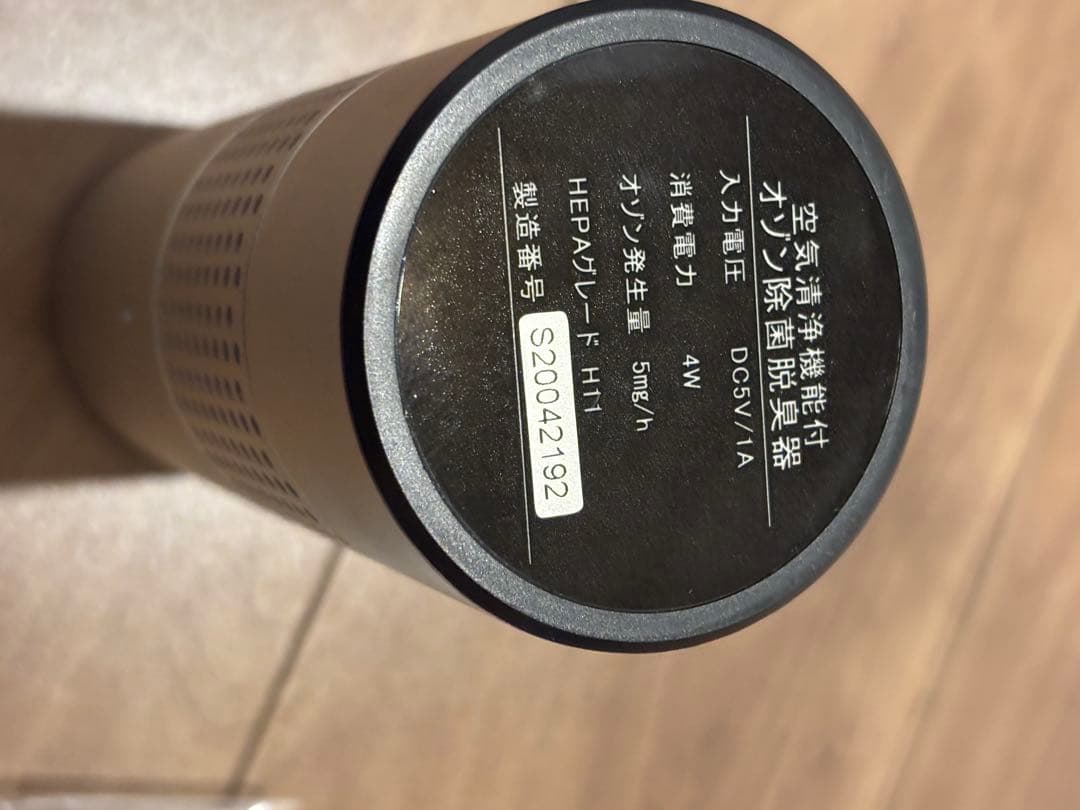 空気清浄機能付
オゾン除菌脱臭器
入力電圧 DC5V/1A
消費電力 4W
オゾン発生量 5mg/h
HEPAグレード H11
製造番号 S20042192